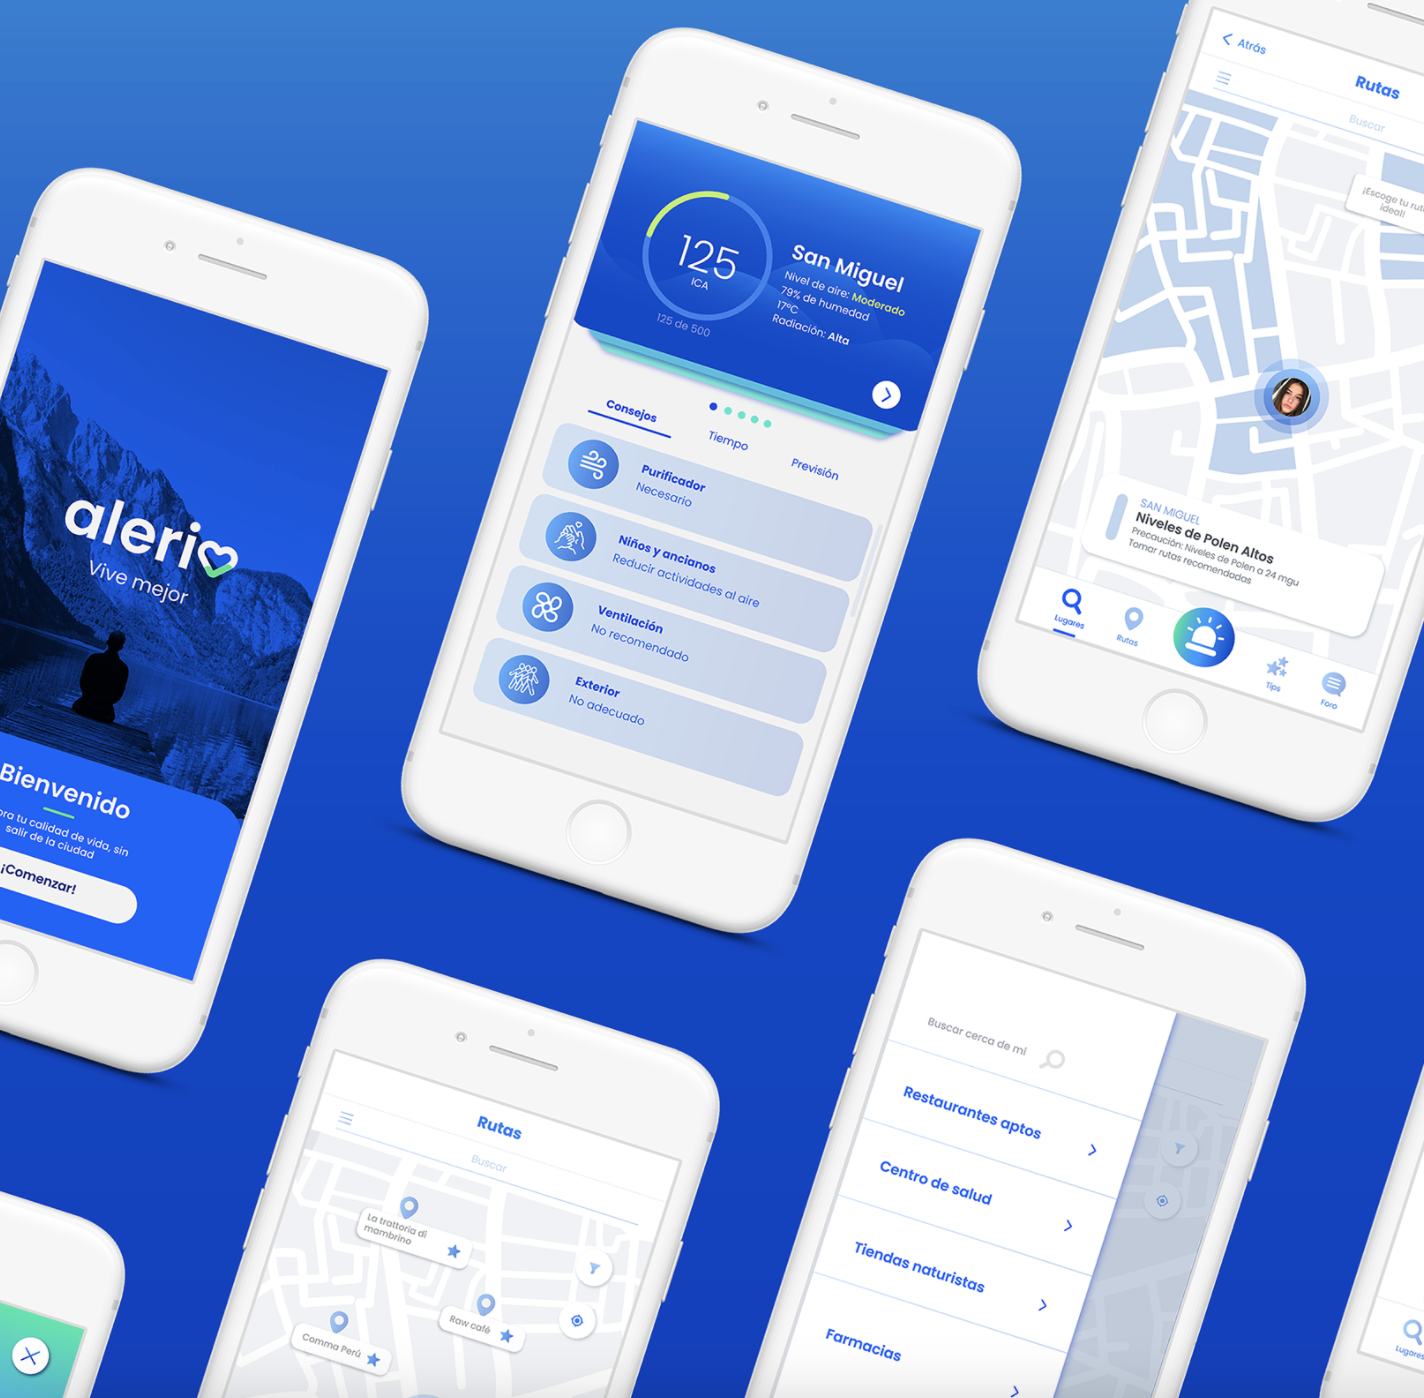 alerio
Vive mejor
Bienvenido
tu calidad de vida, sin
salir de la ciudad
¡Comenzar!
125
ICA
125 de 500
San Miguel
Nivel de aire: Moderado
79% de humedad
17°C
Radiación: Alta
Consejos
Tiempo
Previsión
Purificador
Necesario
Niños y ancianos
Reducir actividades al aire
Ventilación
No recomendado
Exterior
No adecuado
Atrás
Rutas
Buscar
¡Escoge tu
ideal!
SAN MIGUEL
Niveles de Polen Altos
Precaución: Niveles de Polen a 24 mgu
Tomar rutas recomendadas
Lugares
Rutas
Tips
Foro
Rutas
Buscar
La trattoria di
mambrino
Raw café
Comma Perú
Buscar cerca de mi
Restaurantes aptos
Centro de salud
Tiendas naturistas
Farmacias
Lugares